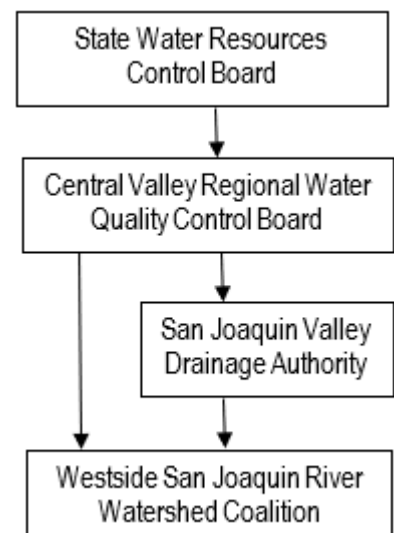 State Water Resources
Control Board
Central Valley Regional Water
Quality Control Board
San Joaquin Valley
Drainage Authority
Westside San Joaquin River
Watershed Coalition